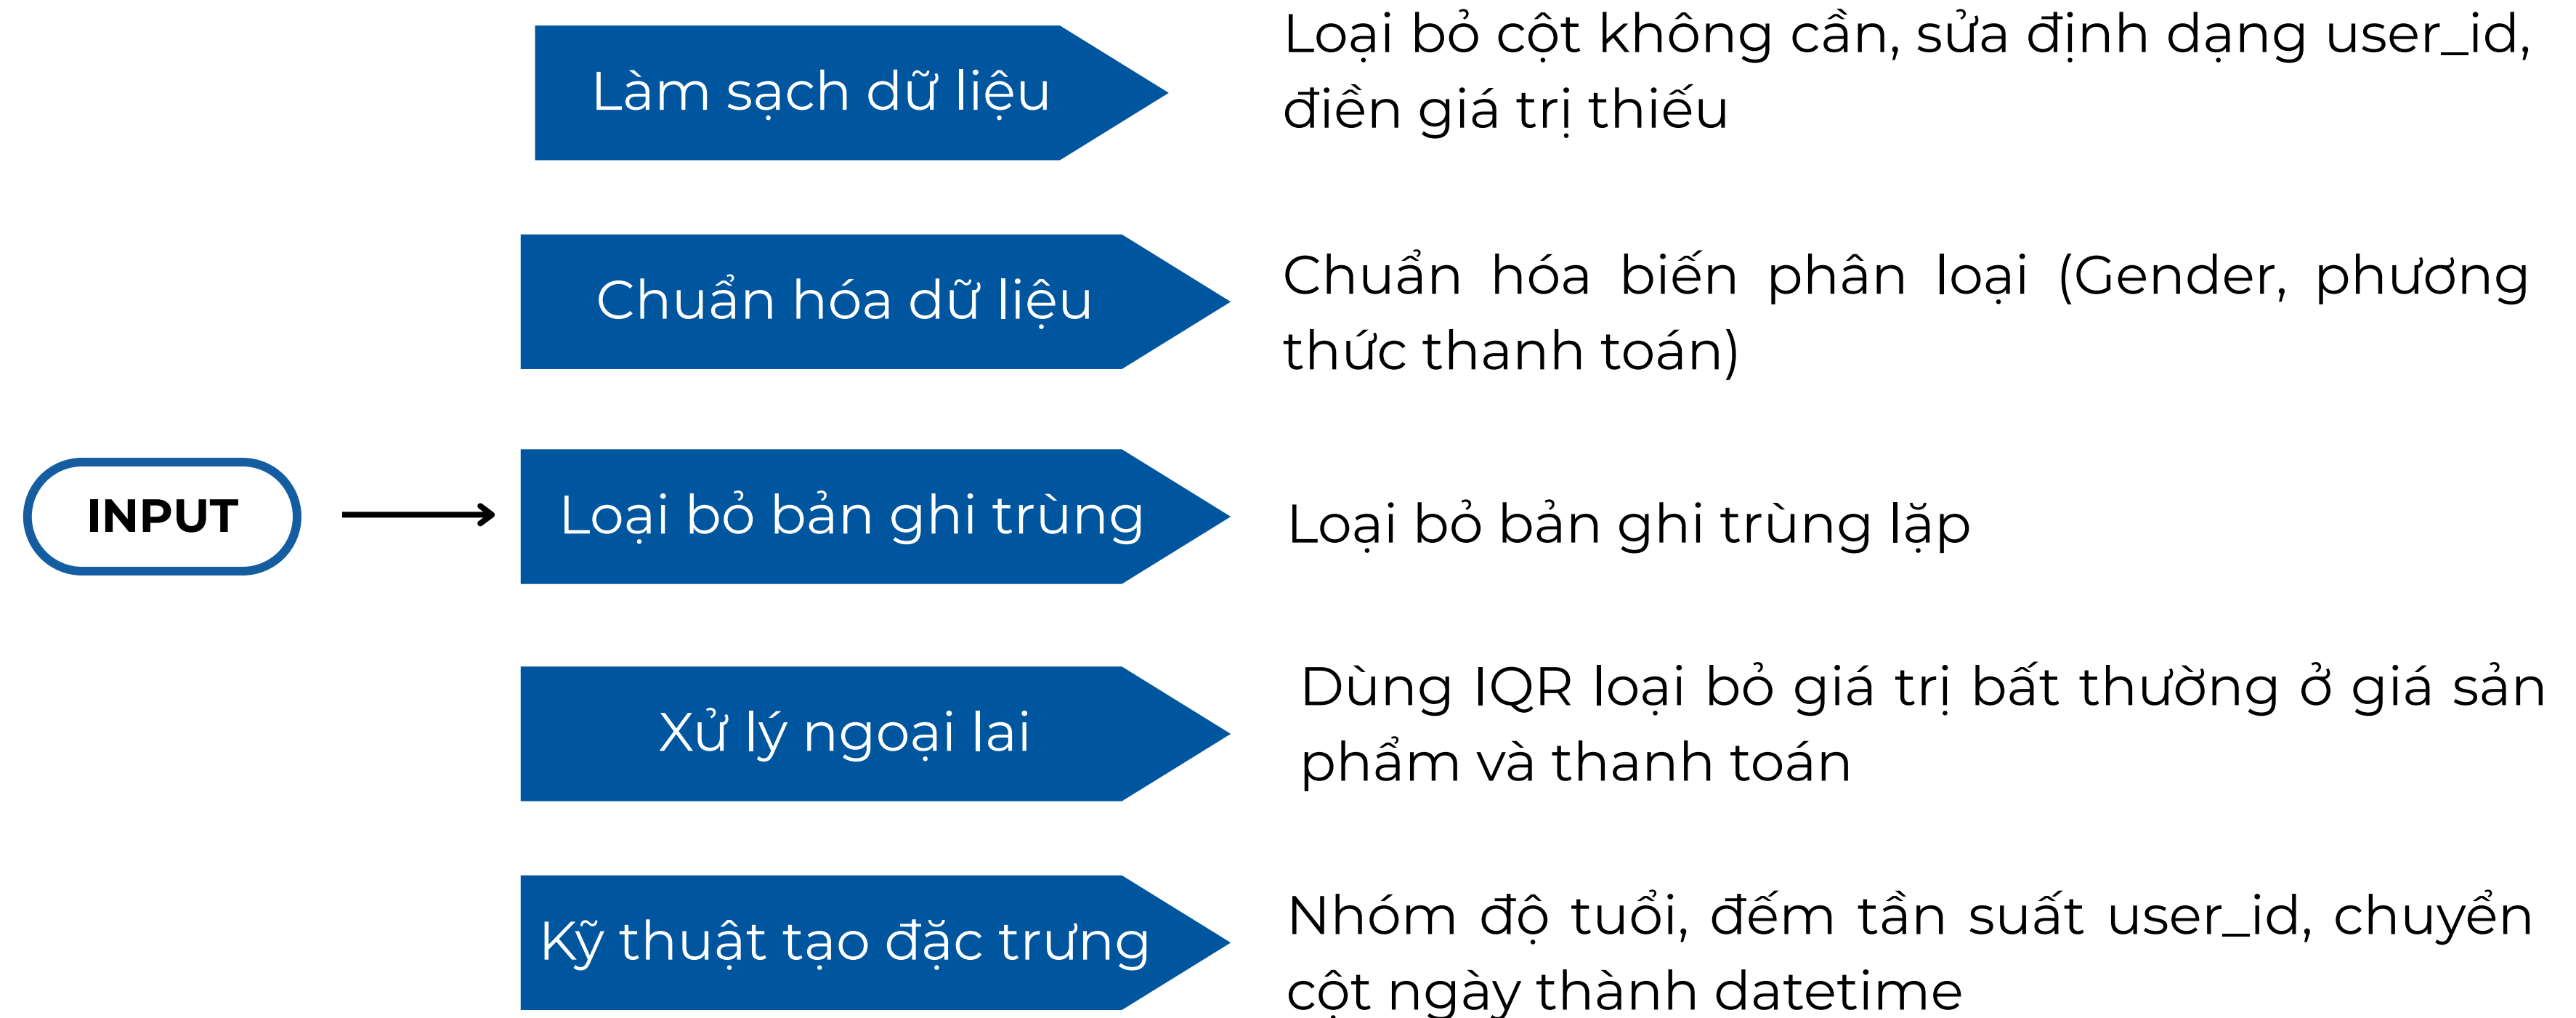 Làm sạch dữ liệu
Loại bỏ cột không cần, sửa định dạng user_id,
điền giá trị thiếu
Chuẩn hóa dữ liệu
Chuẩn hóa biến phân loại (Gender, phương
thức thanh toán)
INPUT
Loại bỏ bản ghi trùng
Loại bỏ bản ghi trùng lặp
Xử lý ngoại lai
Dùng IQR loại bỏ giá trị bất thường ở giá sản
phẩm và thanh toán
Kỹ thuật tạo đặc trưng
Nhóm độ tuổi, đếm tần suất user_id, chuyển
cột ngày thành datetime